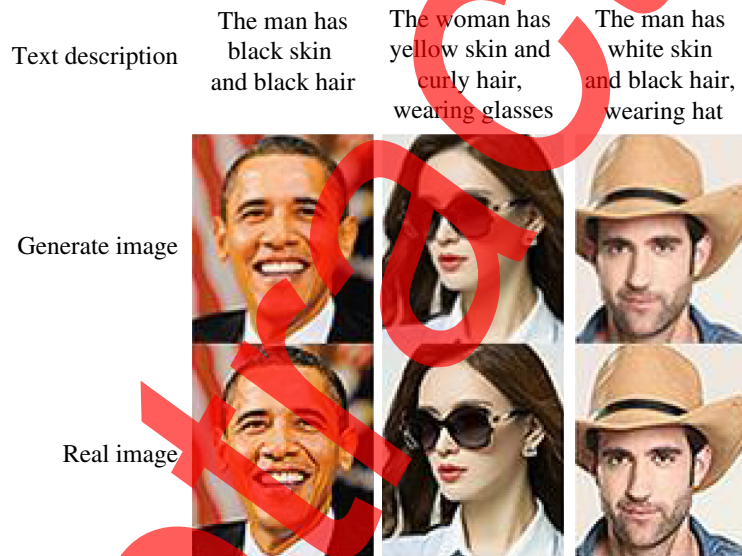 Text description
The man has
black skin
and black hair
The woman has
yellow skin and
curly hair,
wearing glasses
The man has
white skin
and black hair,
wearing hat
Generate image
Real image